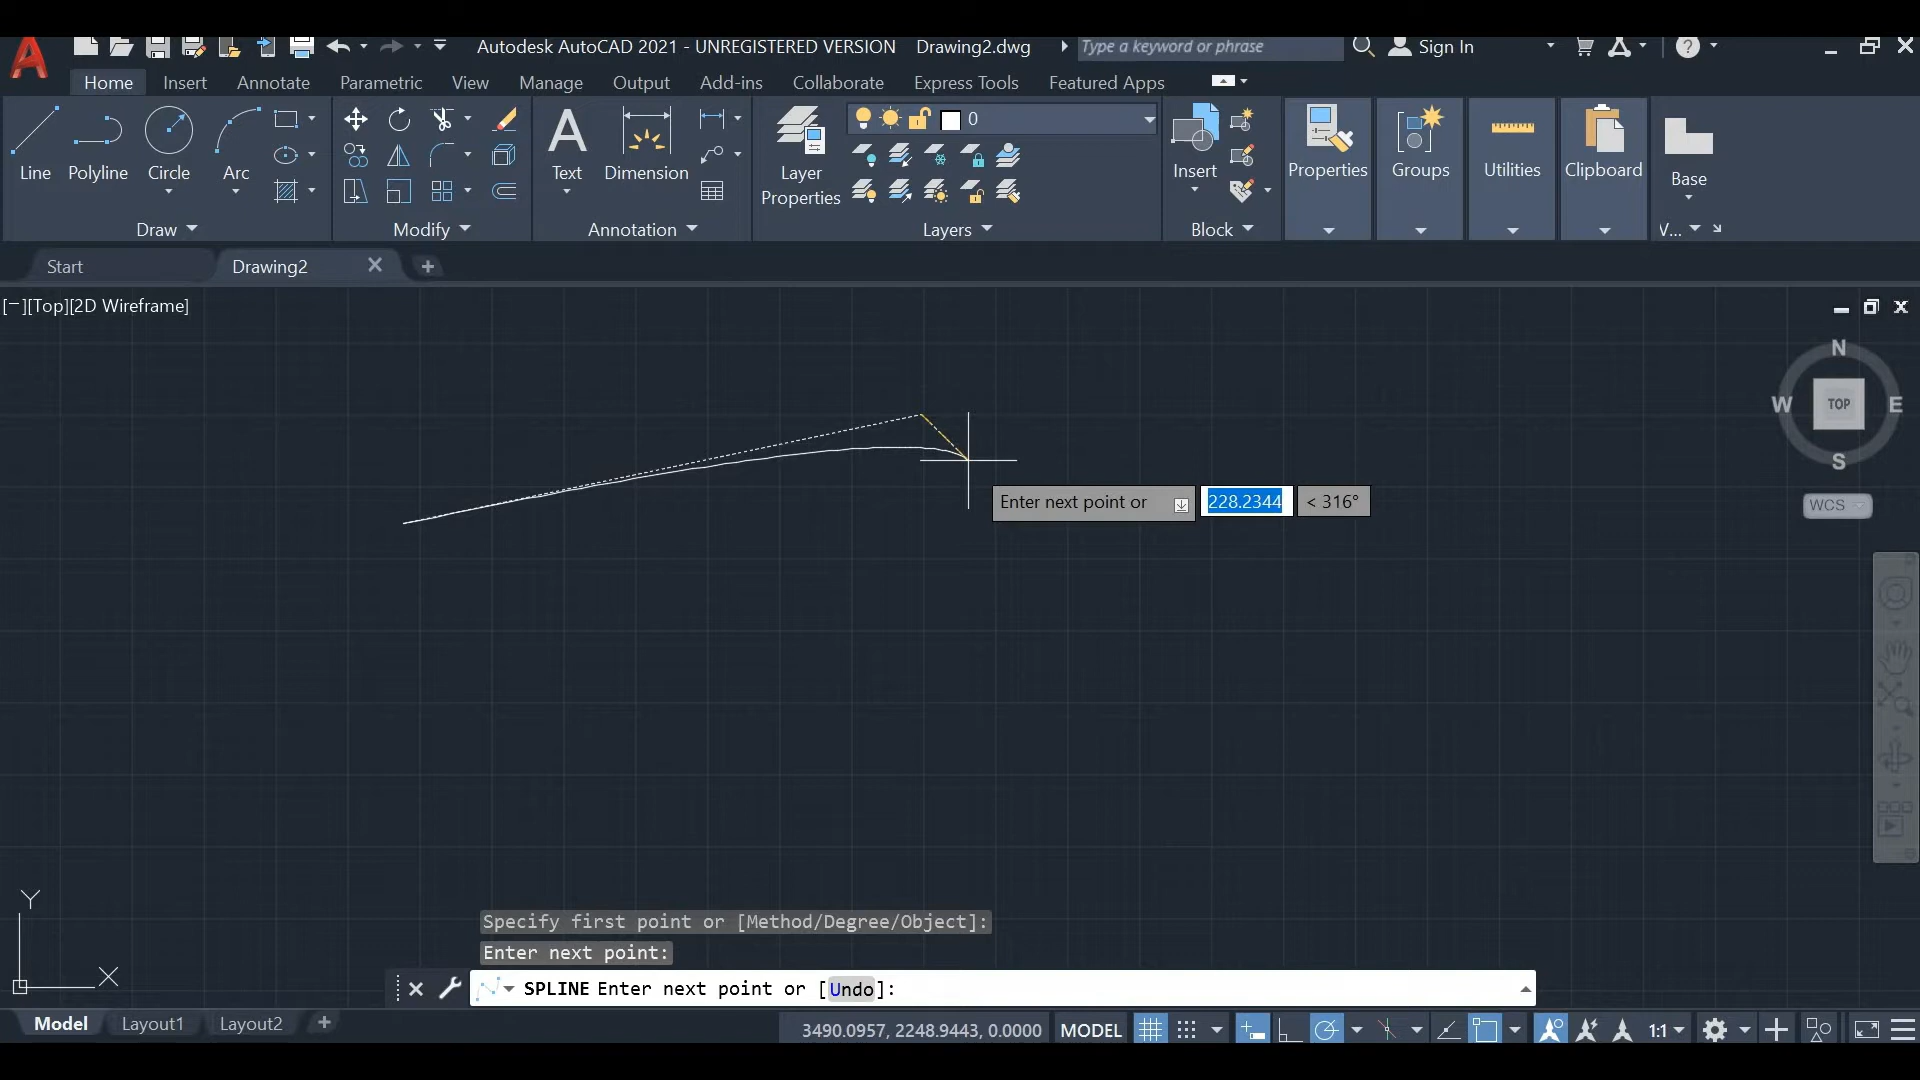 Autodesk AutoCAD 2021 - UNREGISTERED VERSION Drawing2.dwg Type a keyword or phrase Sign In
Home Insert Annotate Parametric View Manage Output Add-ins Collaborate Express Tools Featured Apps
0
Line Polyline Circle Arc Text Dimension Layer Properties Insert Properties Groups Utilities Clipboard Base
Draw Modify Annotation Layers Block V...
Start Drawing2
[−][Top][2D Wireframe]
N
W TOP E
S
WCS
Enter next point or 228.2344 < 316°
Y
X
Specify first point or [Method/Degree/Object]:
Enter next point:
SPLINE Enter next point or [Undo]:
Model Layout1 Layout2
3490.0957, 2248.9443, 0.0000 MODEL 1:1